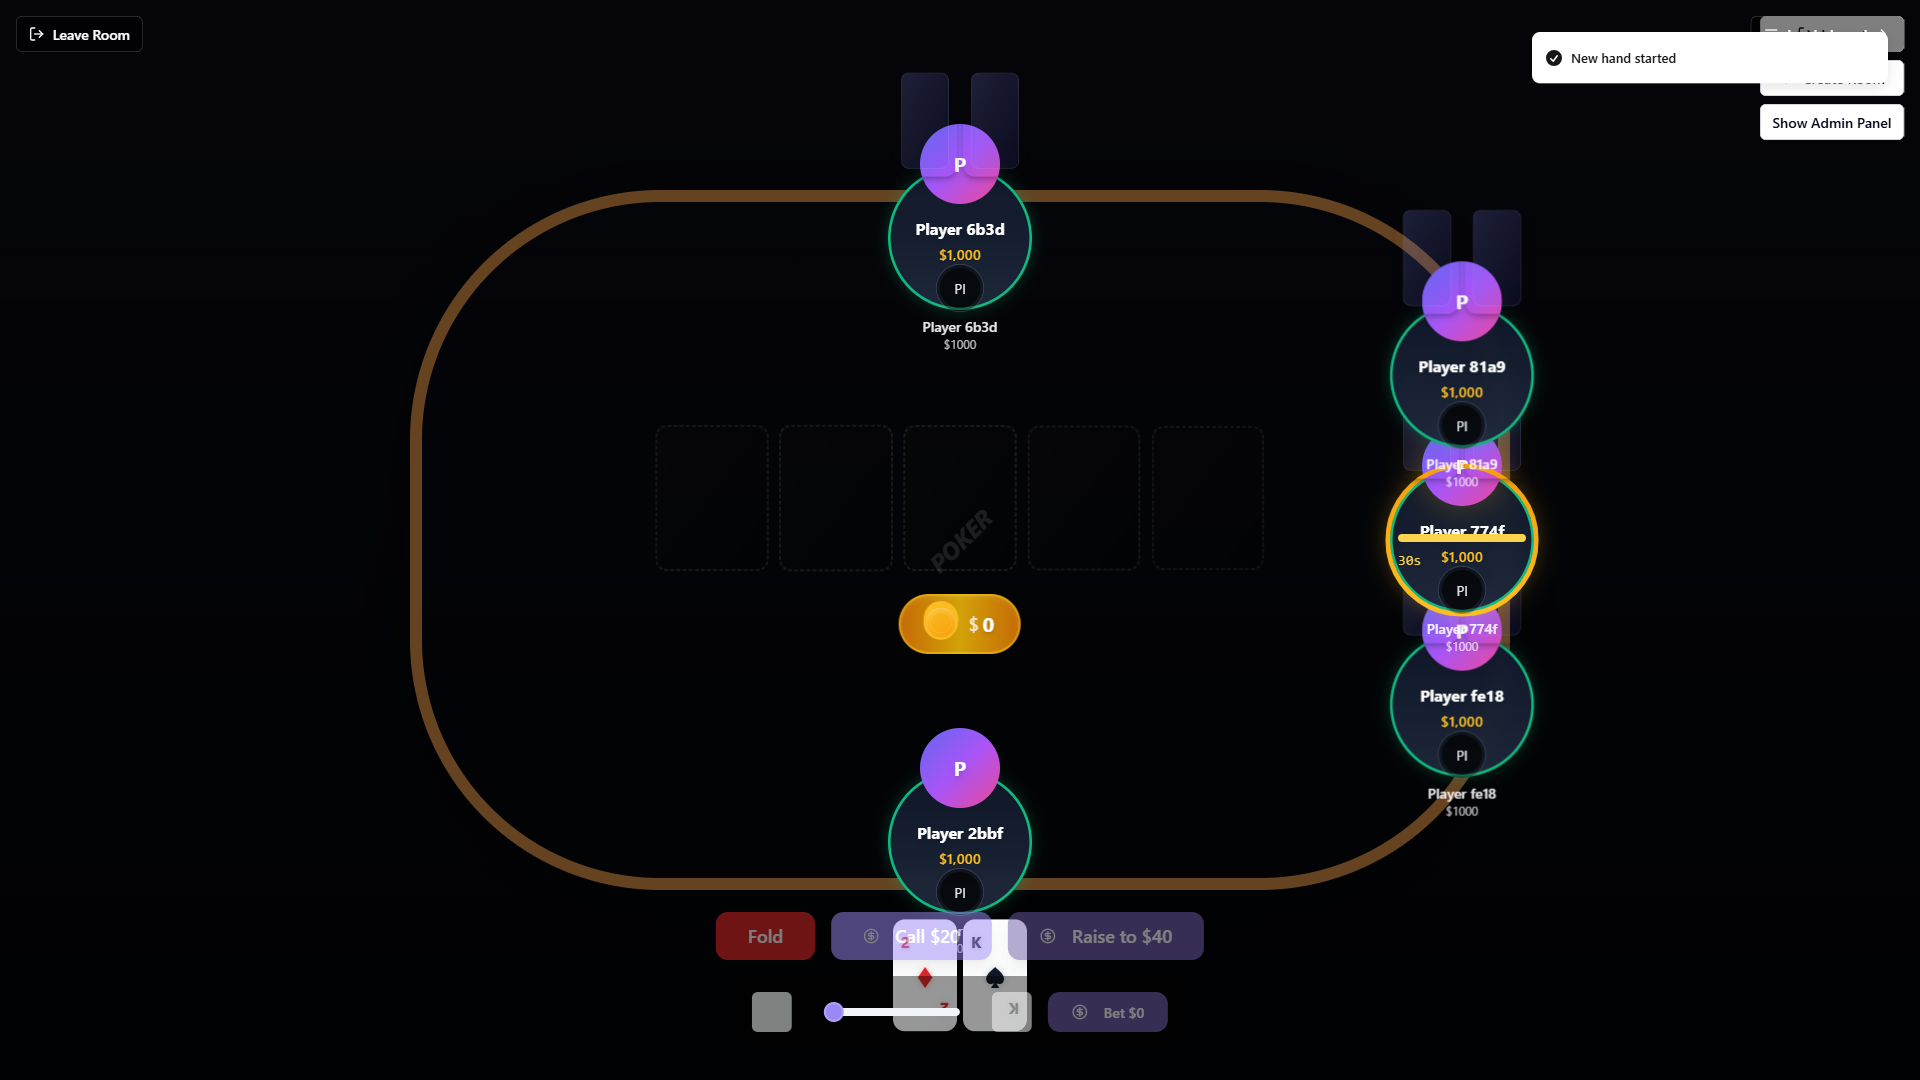 Leave Room
New hand started
Show Admin Panel
P
Player 6b3d
$1,000
PI
Player 6b3d
$1000
P
Player 81a9
$1,000
PI
Player 81a9
$1000
P
Player 774f
30s
$1,000
PI
Player 774f
$1000
P
Player fe18
$1,000
PI
Player fe18
$1000
POKER
$ 0
P
Player 2bbf
$1,000
PI
Fold
Call $20
Raise to $40
2
K
2
K
Bet $0